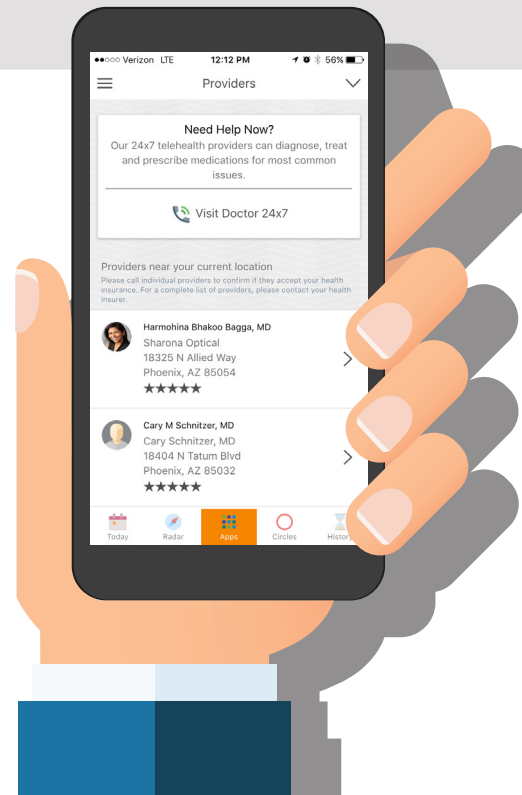 Verizon LTE 12:12 PM 56%
Providers
Need Help Now?
Our 24x7 telehealth providers can diagnose, treat
and prescribe medications for most common
issues.
Visit Doctor 24x7
Providers near your current location
Please call individual providers to confirm if they accept your health
insurance. For a complete list of providers, please contact your health
insurer.
Harmohina Bhakoo Bagga, MD
Sharona Optical
18325 N Allied Way
Phoenix, AZ 85054
★★★★★
Cary M Schnitzer, MD
Cary Schnitzer, MD
18404 N Tatum Blvd
Phoenix, AZ 85032
★★★★★
Today Radar Apps Circles History